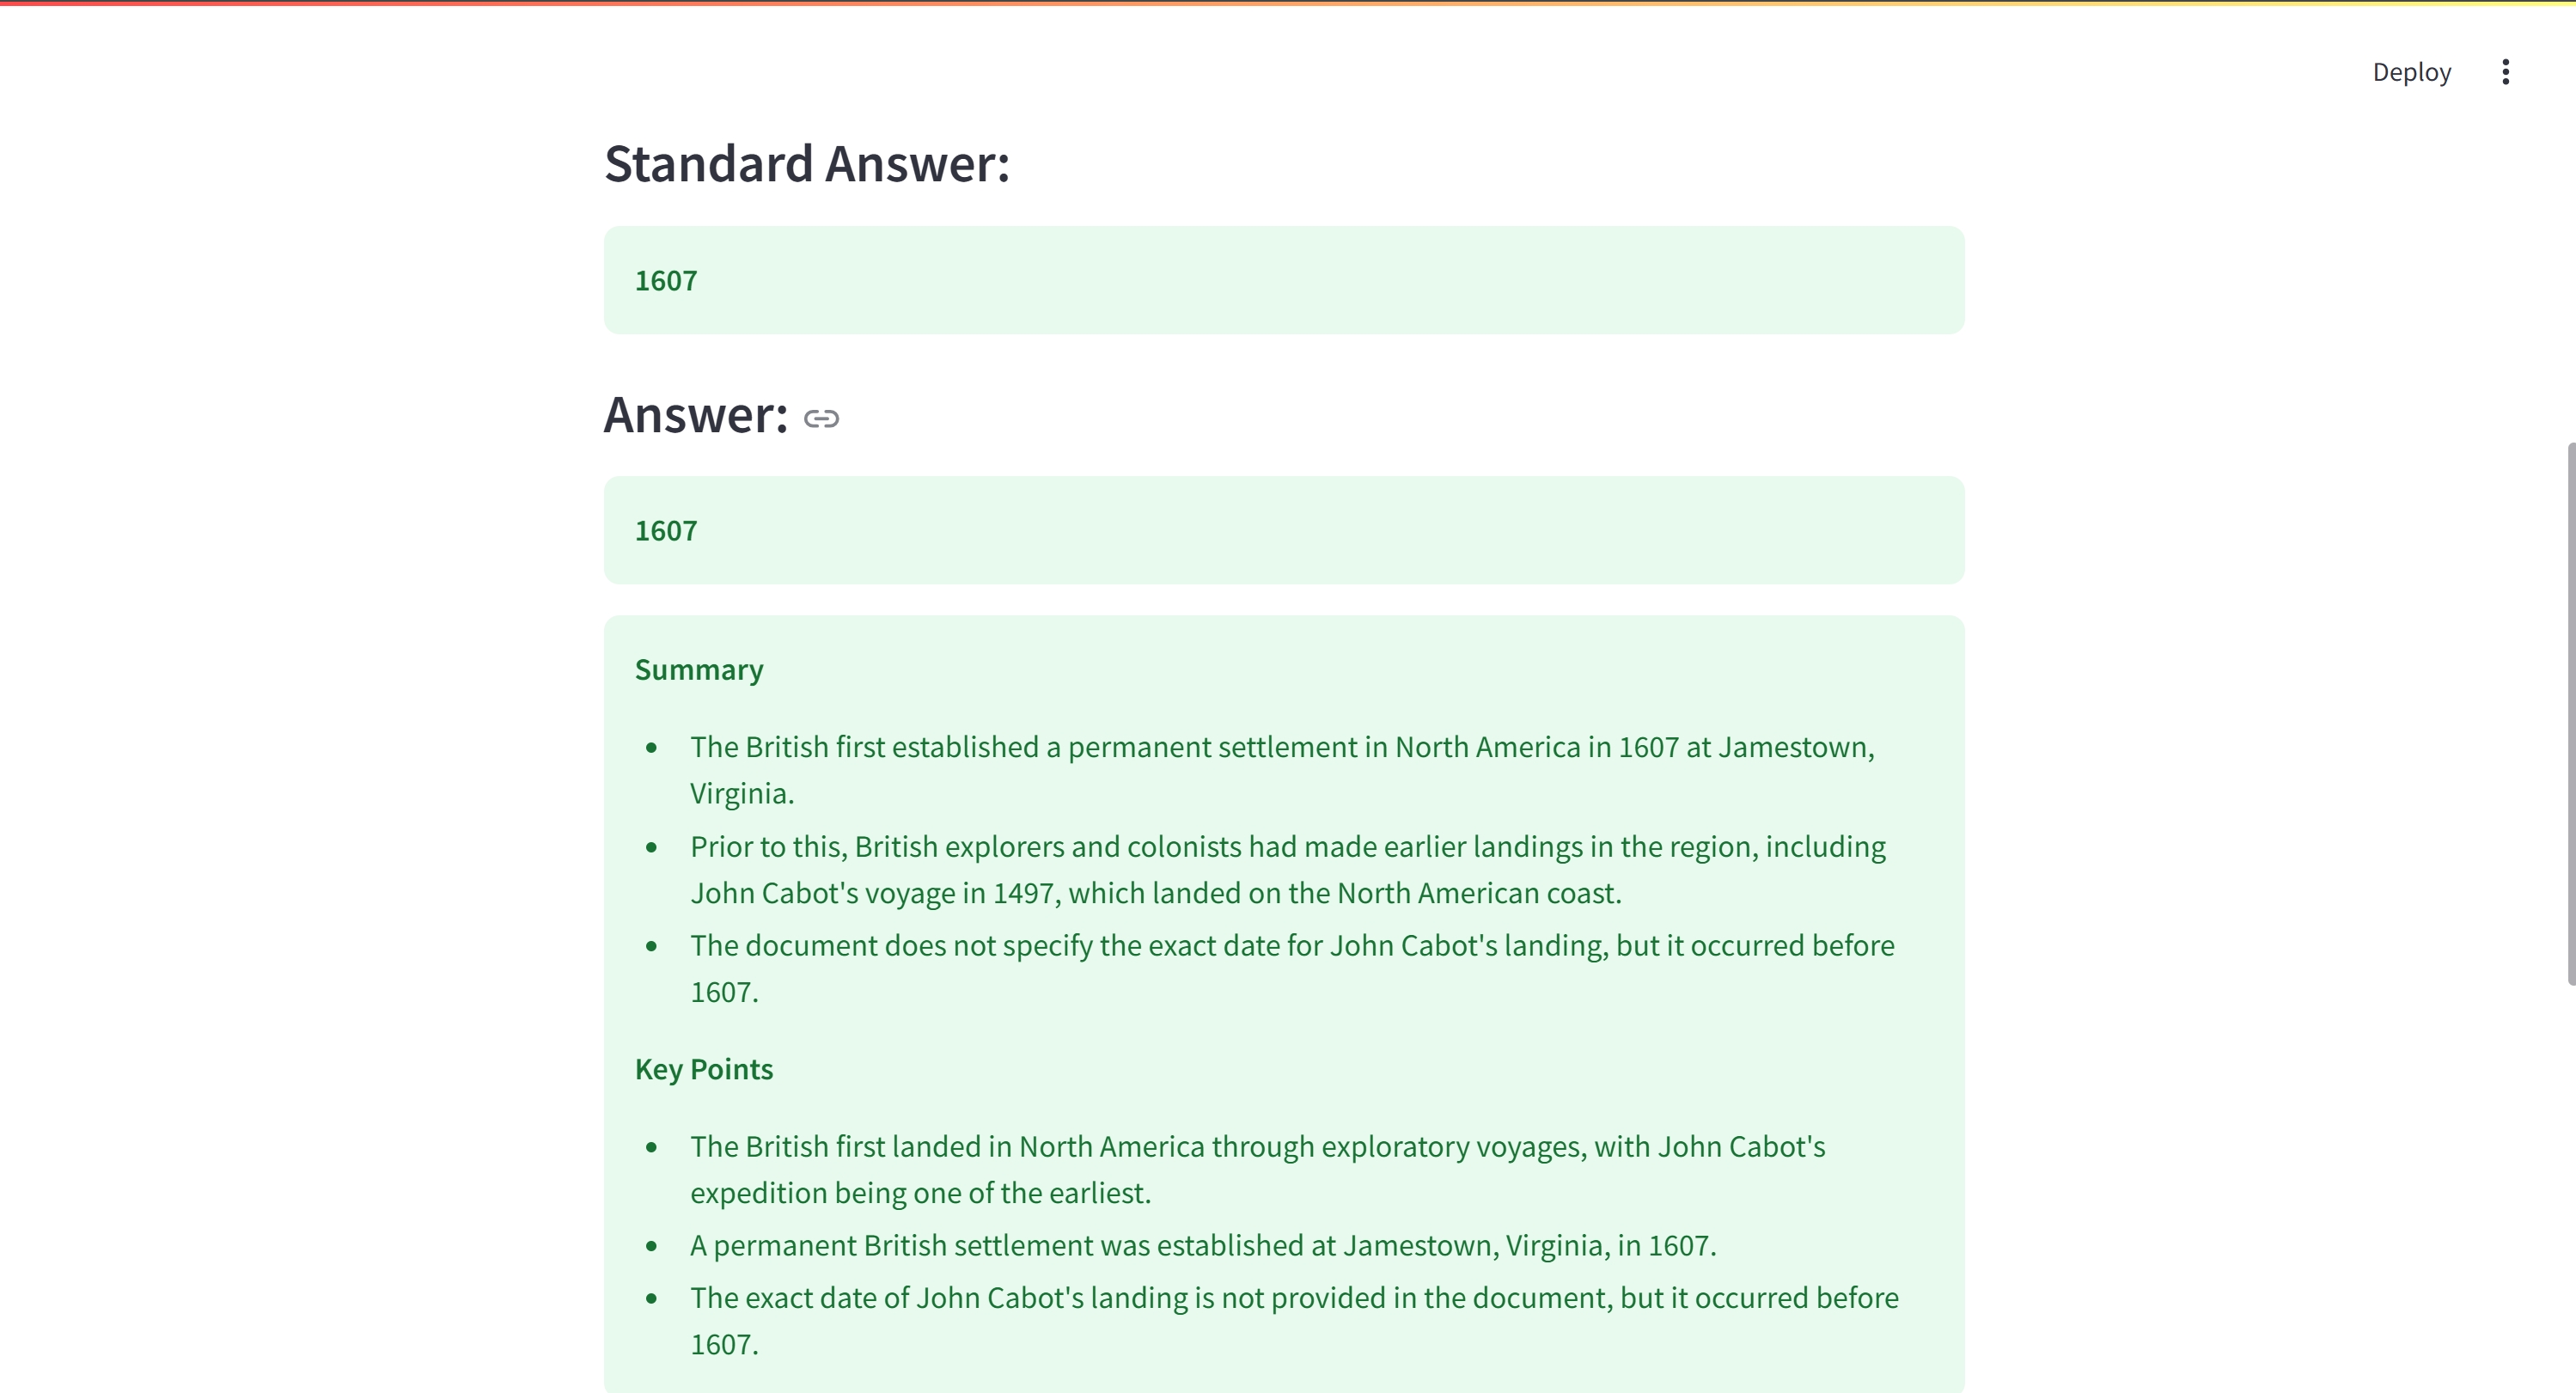 Deploy
Standard Answer:
1607
Answer:
1607
Summary
The British first established a permanent settlement in North America in 1607 at Jamestown,
Virginia.
Prior to this, British explorers and colonists had made earlier landings in the region, including
John Cabot's voyage in 1497, which landed on the North American coast.
The document does not specify the exact date for John Cabot's landing, but it occurred before
1607.
Key Points
The British first landed in North America through exploratory voyages, with John Cabot's
expedition being one of the earliest.
A permanent British settlement was established at Jamestown, Virginia, in 1607.
The exact date of John Cabot's landing is not provided in the document, but it occurred before
1607.